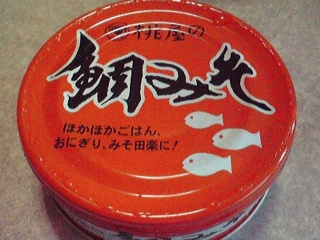 桃屋の
鯛みそ
ほかほかごはん、
おにぎり、みそ田楽に!